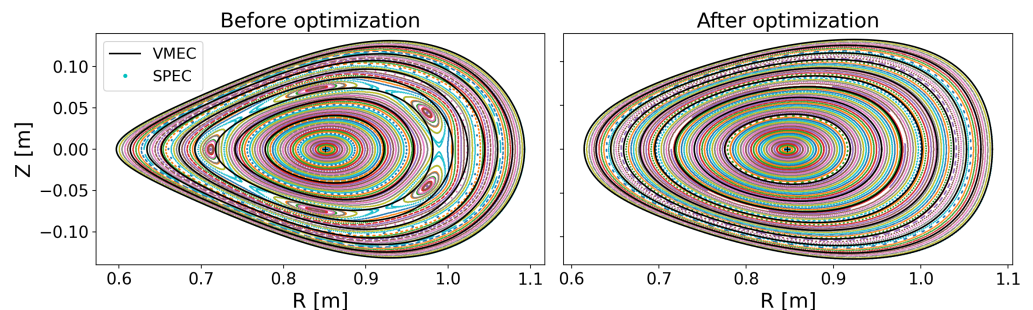 Before optimization
After optimization
VMEC
SPEC
Z [m]
0.10
0.05
0.00
−0.05
−0.10
0.6 0.7 0.8 0.9 1.0 1.1
R [m]
0.6 0.7 0.8 0.9 1.0 1.1
R [m]